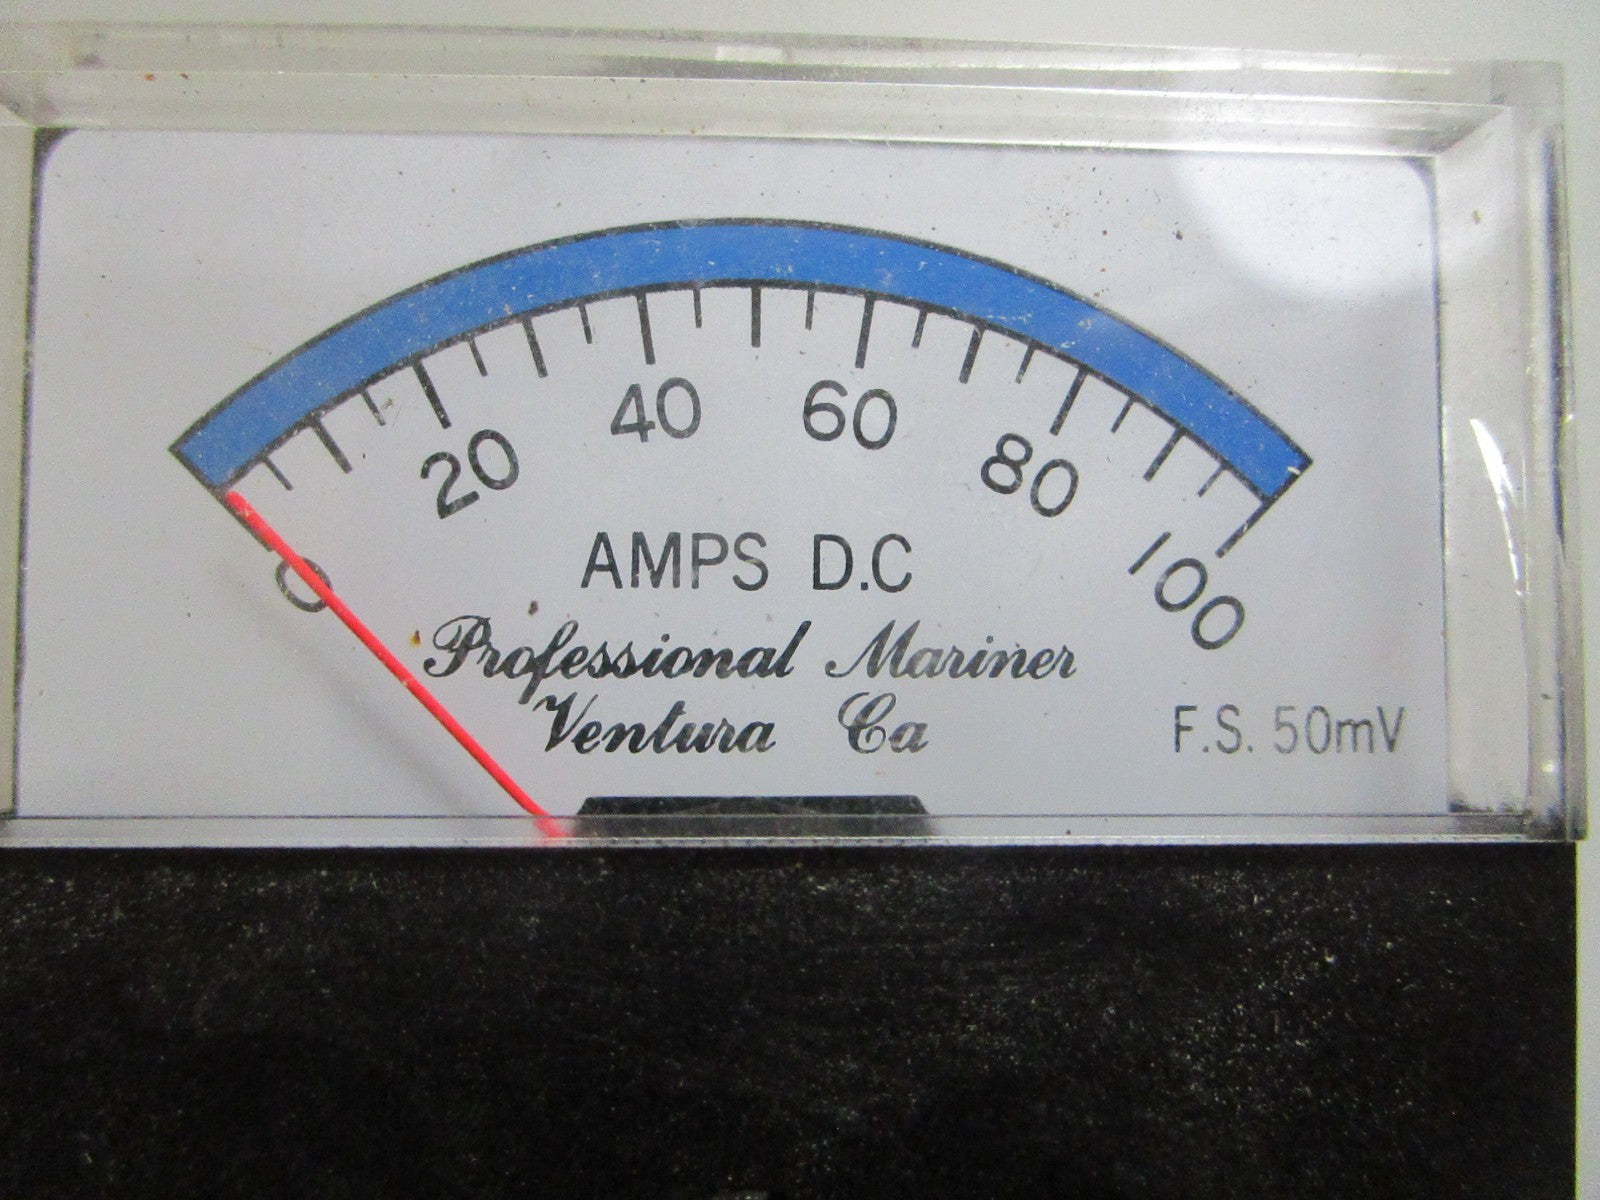 0 20 40 60 80 100
AMPS D.C
Professional Mariner
Ventura Ca
F.S. 50mV